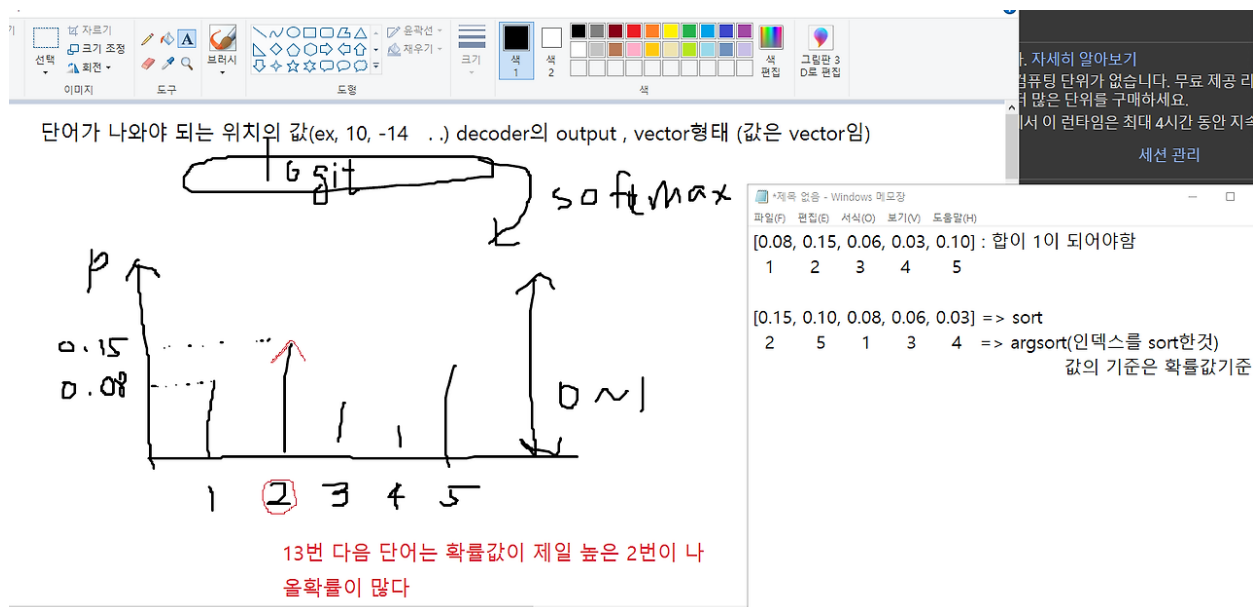 자르기
크기 조정
회전
선택
이미지
도구
브러시
윤곽선
채우기
도형
크기
색
1
색
2
색
편집
그림판 3
D로 편집
색
. 자세히 알아보기
컴퓨팅 단위가 없습니다. 무료 제공 리
더 많은 단위를 구매하세요.
서 이 런타임은 최대 4시간 동안 지속
세션 관리
단어가 나와야 되는 위치의 값(ex, 10, -14 . .) decoder의 output , vector형태 (값은 vector임)
softmax
P
0.15
0.08
0~1
1 2 3 4 5
13번 다음 단어는 확률값이 제일 높은 2번이 나
올확률이 많다
*제목 없음 - Windows 메모장
파일(F) 편집(E) 서식(O) 보기(V) 도움말(H)
[0.08, 0.15, 0.06, 0.03, 0.10] : 합이 1이 되어야함
1 2 3 4 5
[0.15, 0.10, 0.08, 0.06, 0.03] => sort
2 5 1 3 4 => argsort(인덱스를 sort한것)
값의 기준은 확률값기준